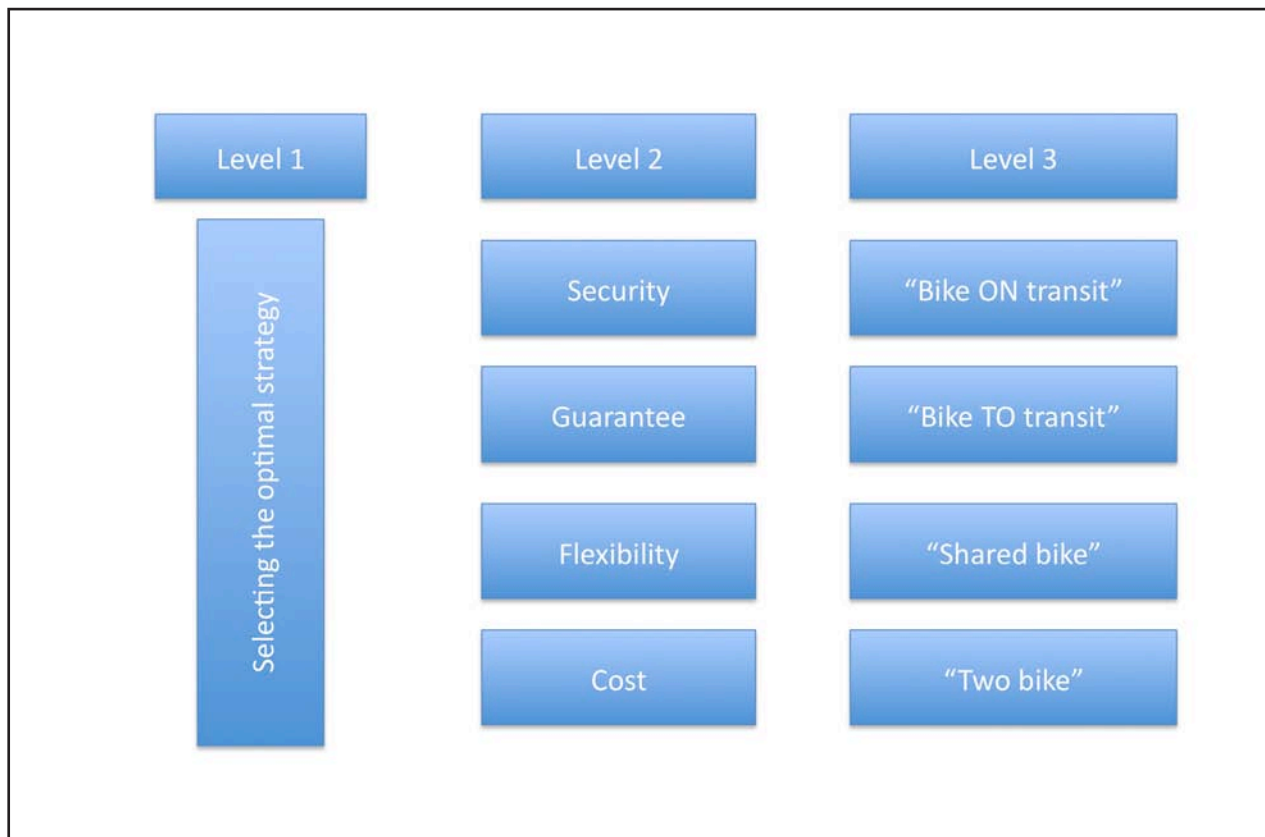 Level 1
Level 2
Level 3
Selecting the optimal strategy
Security
“Bike ON transit”
Guarantee
“Bike TO transit”
Flexibility
“Shared bike”
Cost
“Two bike”